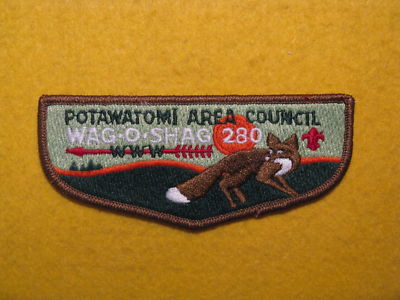 POTAWATOMI AREA COUNCIL
WAG-O-SHAG 280
WWW